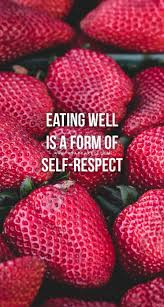 EATING WELL
IS A FORM OF
SELF-RESPECT